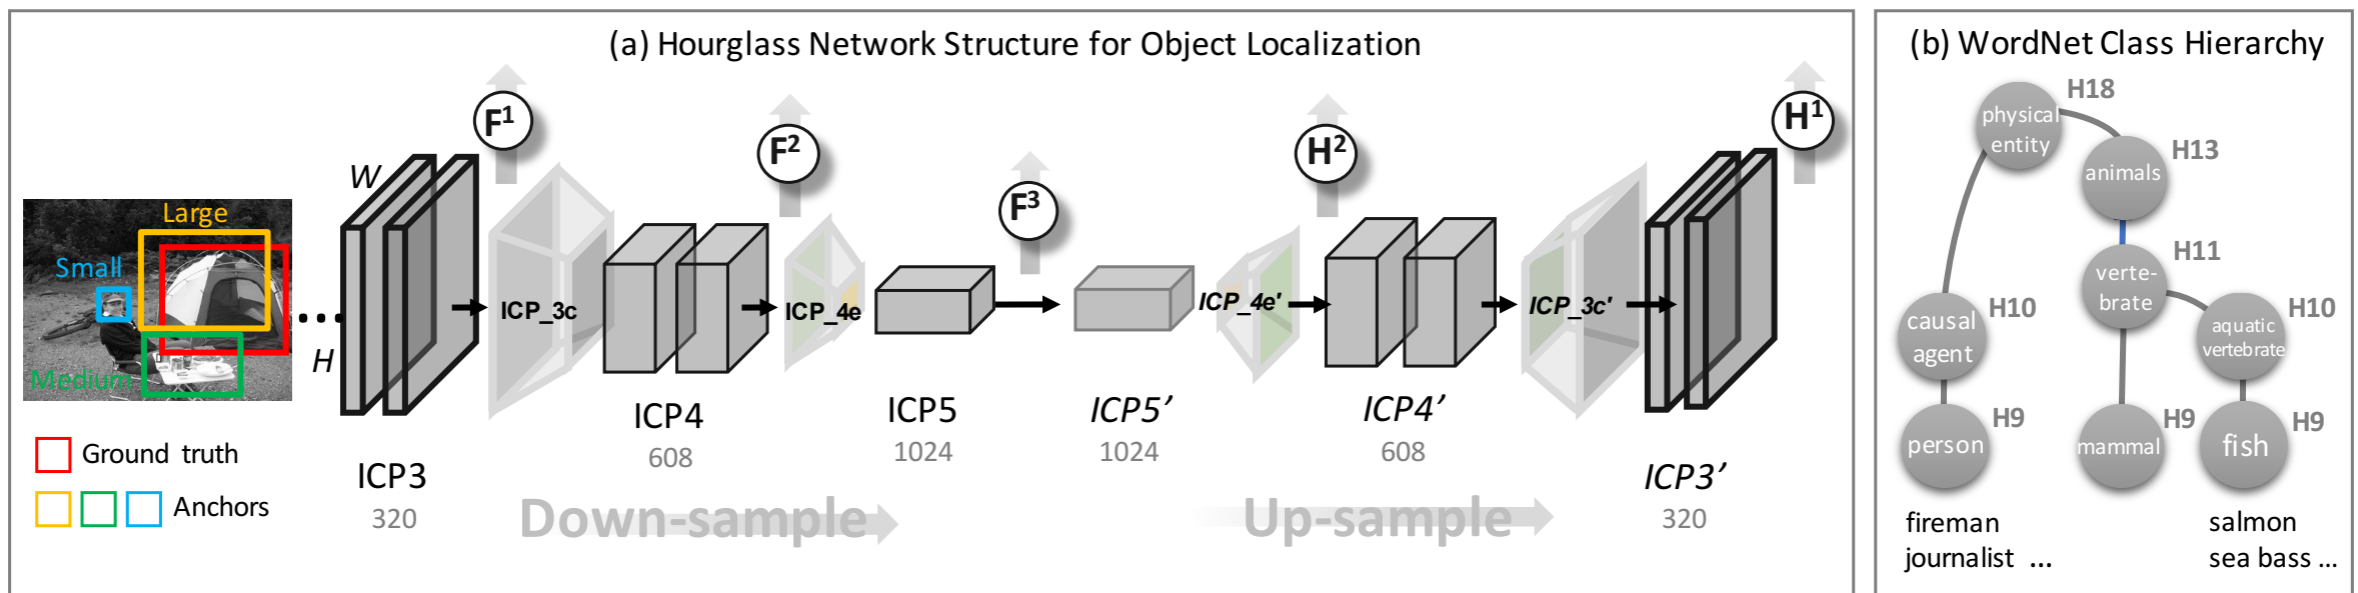 (a) Hourglass Network Structure for Object Localization
F¹
F²
F³
H²
H¹
W
H
Large
Small
Medium
ICP_3c
ICP_4e
ICP_4e'
ICP_3c'
ICP3
320
ICP4
608
ICP5
1024
ICP5’
1024
ICP4’
608
ICP3’
320
Ground truth
Anchors
Down-sample
Up-sample
(b) WordNet Class Hierarchy
physical
entity
H18
animals
H13
verte-
brate
H11
causal
agent
H10
aquatic
vertebrate
H10
person
H9
mammal
H9
fish
H9
fireman
journalist ...
salmon
sea bass ...